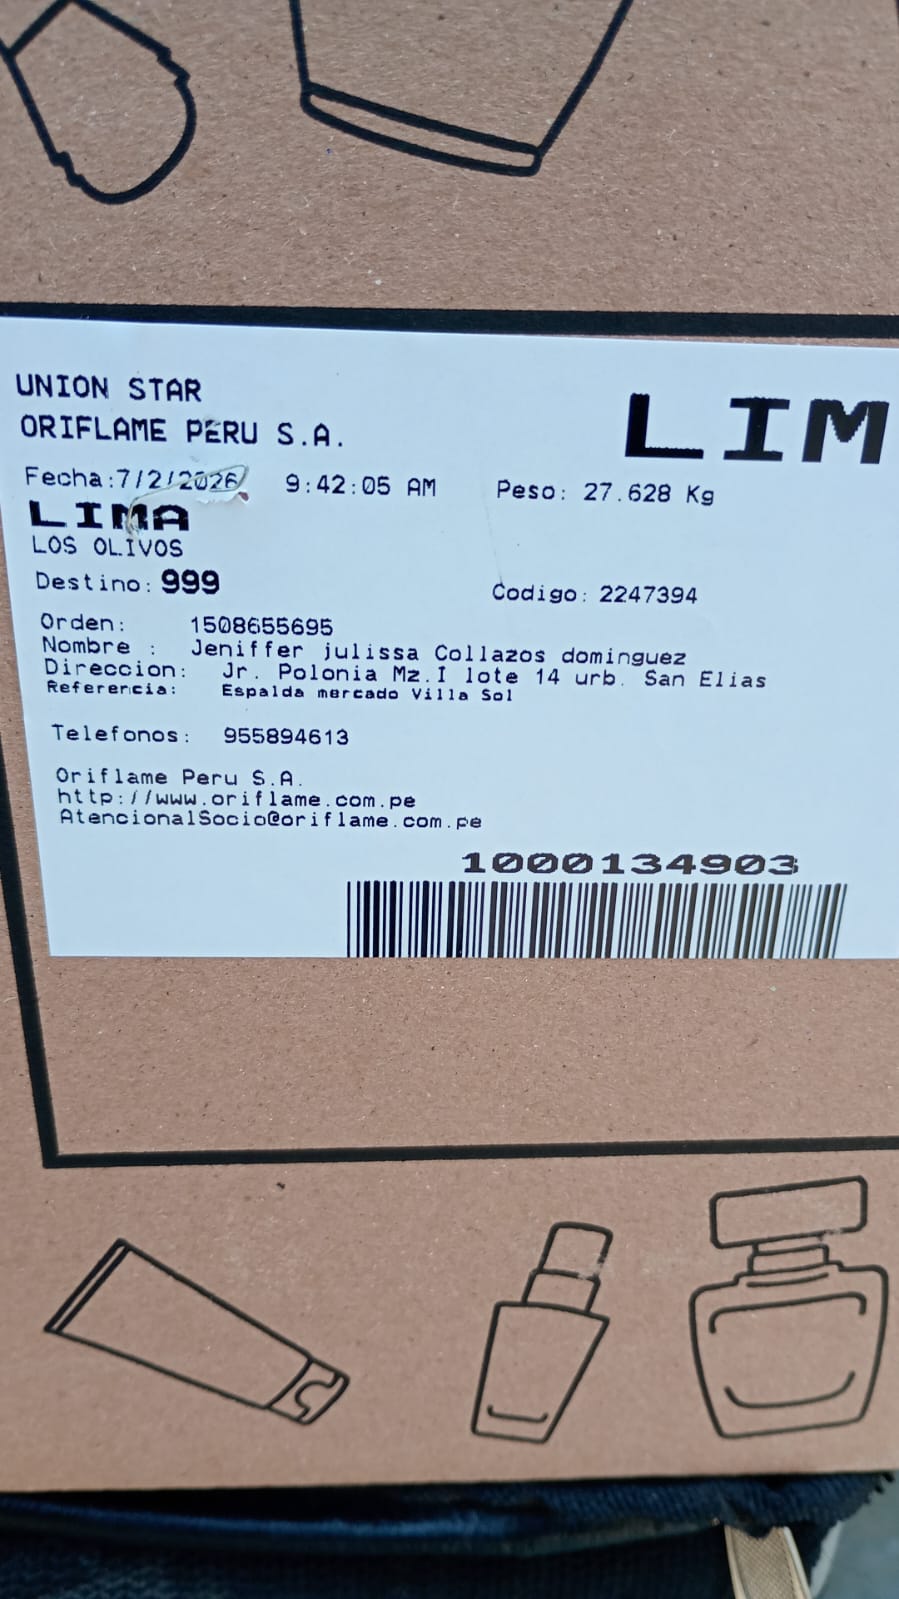 UNION STAR
ORIFLAME PERU S.A.
LIM
Fecha:7/2/2026 9:42:05 AM Peso: 27.628 Kg
LIMA
LOS OLIVOS
Destino: 999 Codigo: 2247394
Orden: 1508655695
Nombre : Jeniffer julissa Collazos dominguez
Direccion: Jr. Polonia Mz.I lote 14 urb. San Elias
Referencia: Espalda mercado Villa Sol
Telefonos: 955894613
Oriflame Peru S.A.
http://www.oriflame.com.pe
AtencionalSocio@oriflame.com.pe
1000134903